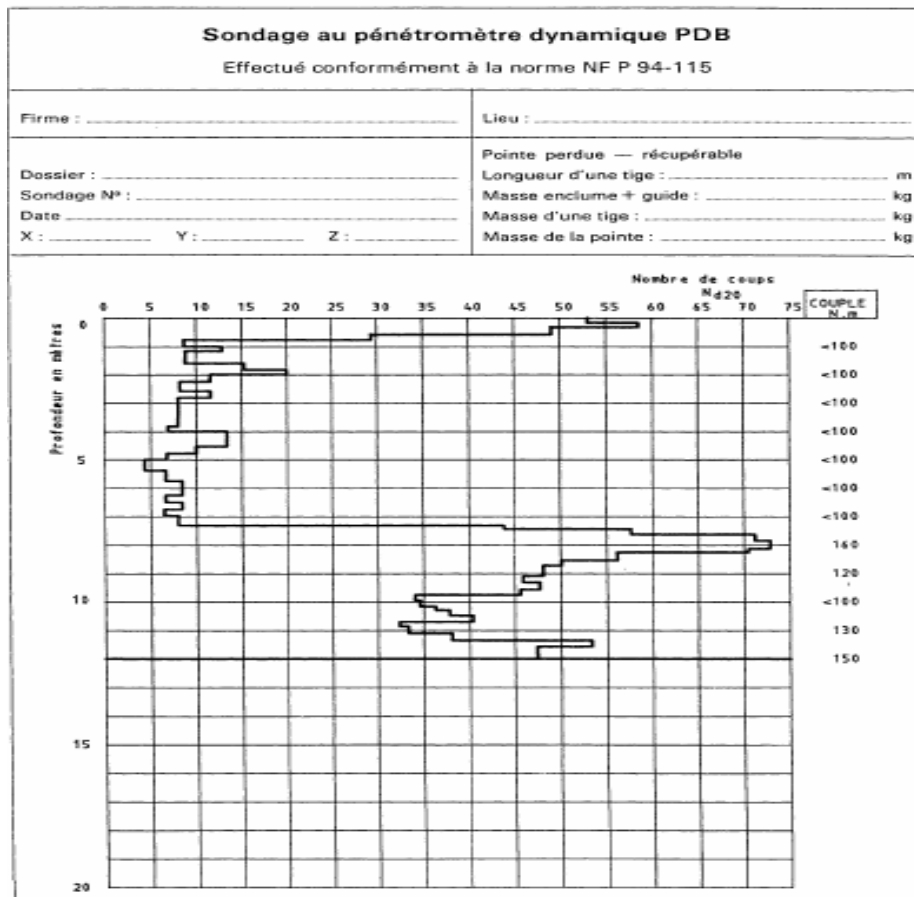 Sondage au pénétromètre dynamique PDB
Effectué conformément à la norme NF P 94-115
Firme :
Lieu :
Pointe perdue — récupérable
Dossier :
Longueur d'une tige : m
Sondage Nº :
Masse enclume + guide : kg
Date
Masse d'une tige : kg
X : Y : Z :
Masse de la pointe : kg
Nombre de coups
Nd20
0 5 10 15 20 25 30 35 40 45 50 55 60 65 70 75
COUPLE
N.m
Profondeur en mètres
0
5
10
15
20
<100
<100
<100
<100
<100
<100
<100
160
120
<100
130
150